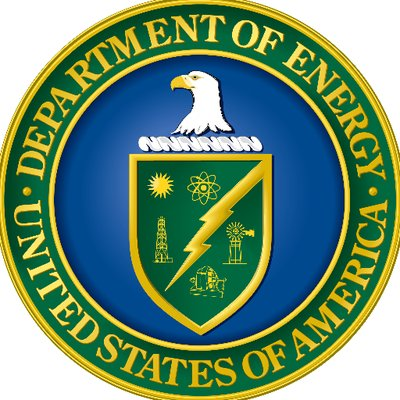 DEPARTMENT OF ENERGY
UNITED STATES OF AMERICA